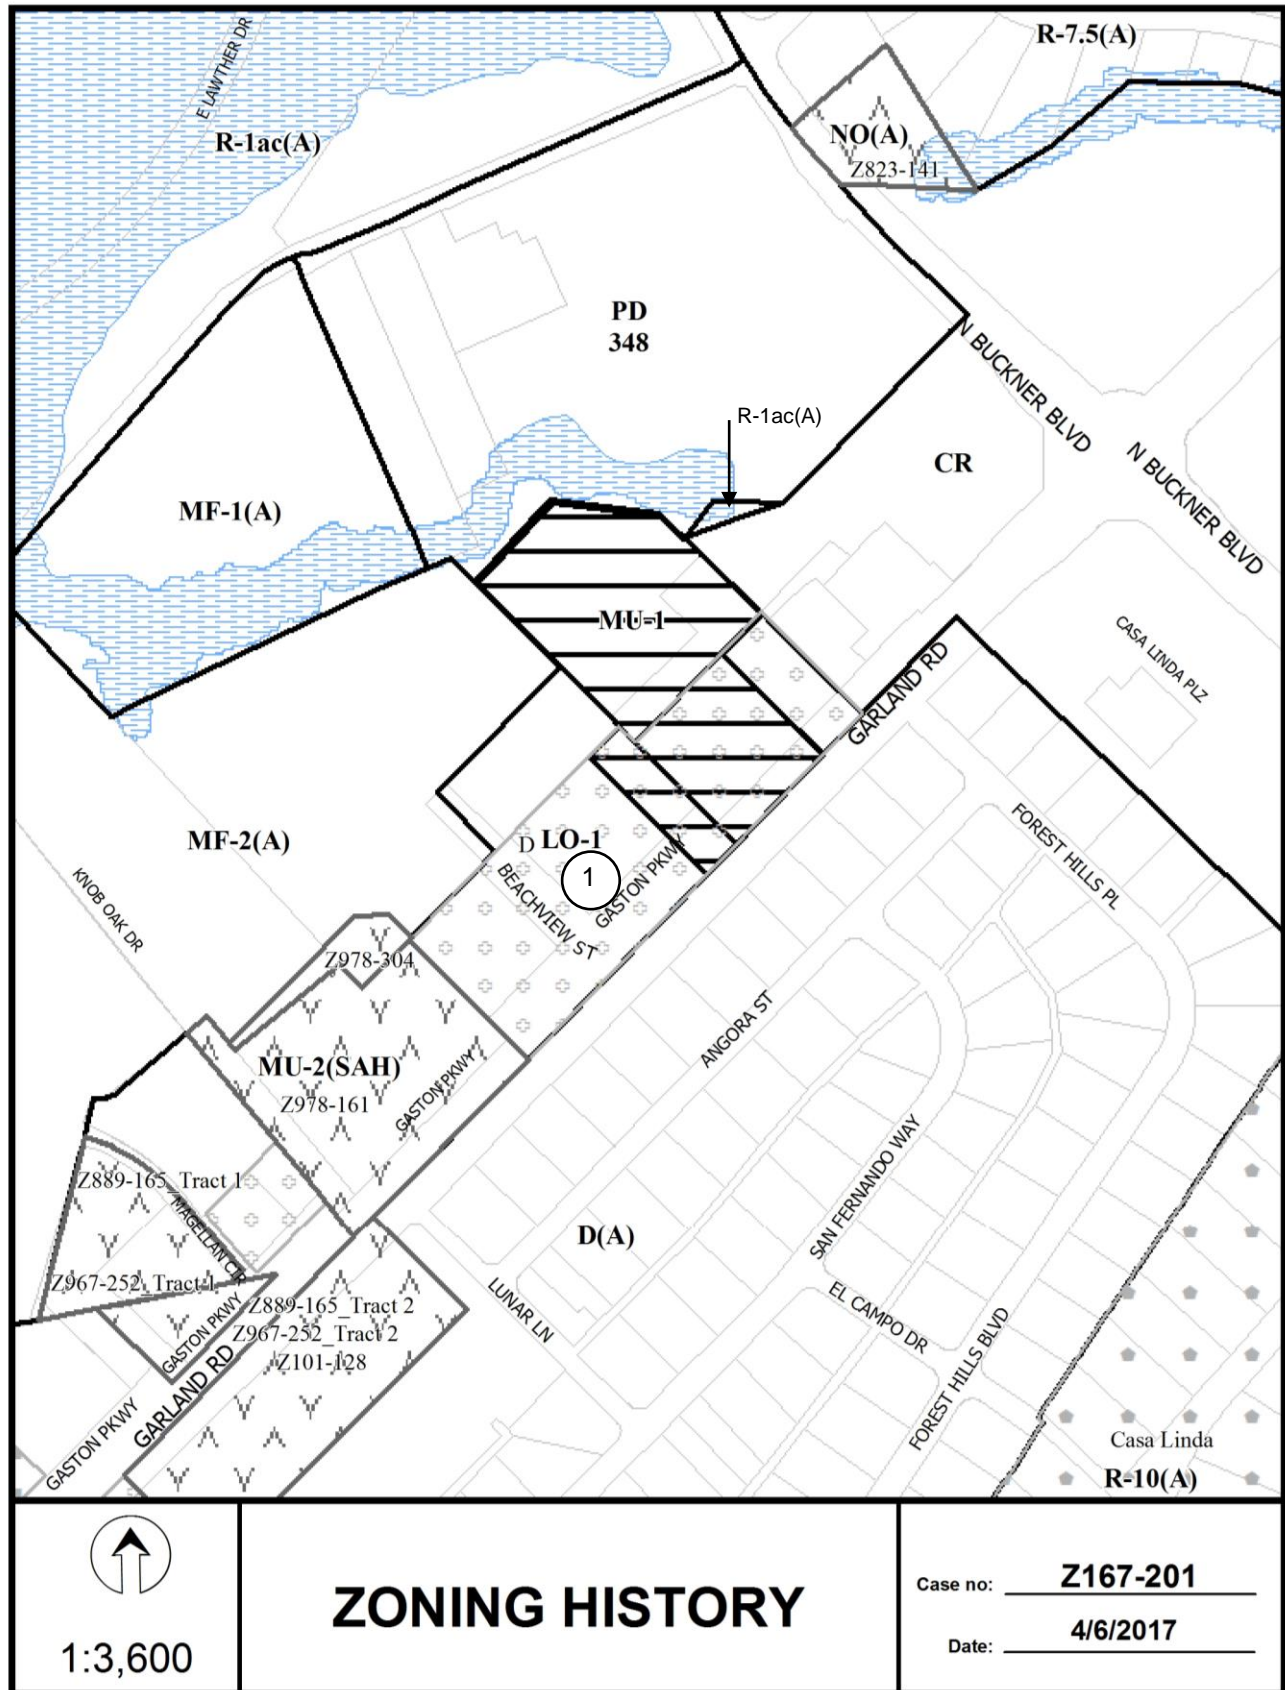 R-7.5(A)
E LAWTHER DR
R-1ac(A)
NO(A)
Z823-141
PD
348
N BUCKNER BLVD
R-1ac(A)
CR
N BUCKNER BLVD
MF-1(A)
MU-1
CASA LINDA PLZ
GARLAND RD
MF-2(A)
D LO-1
1
GASTON PKWY
BEACHVIEW ST
FOREST HILLS PL
KNOB OAK DR
Z978-304
ANGORA ST
MU-2(SAH)
Z978-161
GASTON PKWY
Z889-165_Tract 1
MAGELLAN CIR
SAN FERNANDO WAY
D(A)
Z967-252_Tract 1
Z889-165_Tract 2
Z967-252_Tract 2
Z101-128
GASTON PKWY
LUNAR LN
EL CAMPO DR
GARLAND RD
FOREST HILLS BLVD
GASTON PKWY
Casa Linda
R-10(A)
1:3,600
ZONING HISTORY
Case no: Z167-201
Date: 4/6/2017